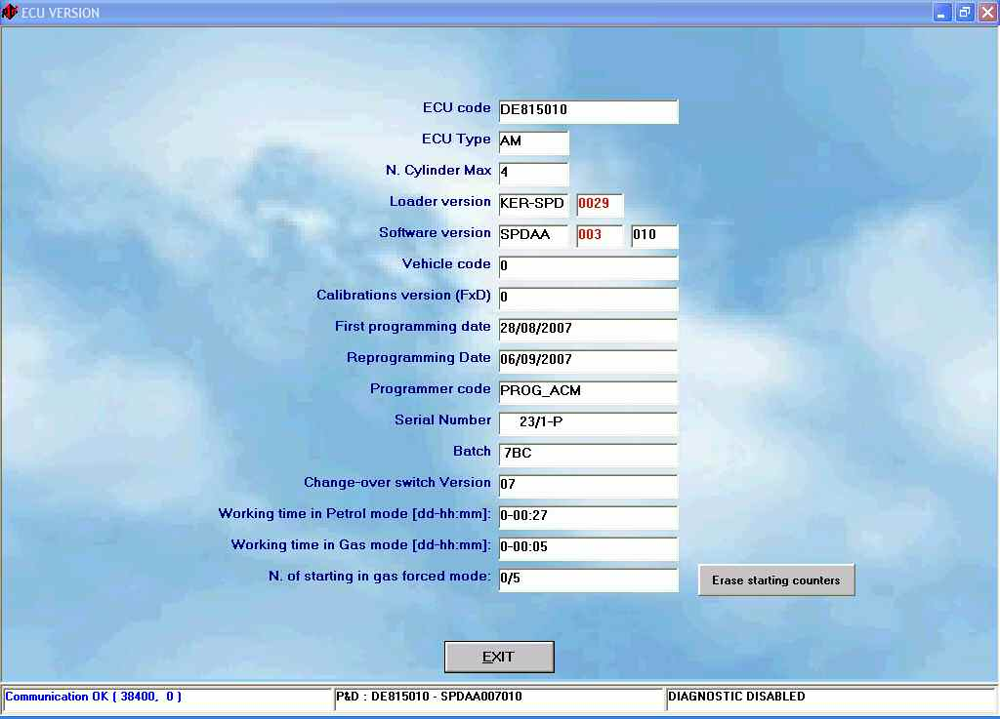 ECU VERSION
ECU code DE815010
ECU Type AM
N. Cylinder Max 4
Loader version KER-SPD 0029
Software version SPDAA 003 010
Vehicle code 0
Calibrations version (FxD) 0
First programming date 28/08/2007
Reprogramming Date 06/09/2007
Programmer code PROG_ACM
Serial Number 23/1-P
Batch 7BC
Change-over switch Version 07
Working time in Petrol mode [dd-hh:mm]: 0-00:27
Working time in Gas mode [dd-hh:mm]: 0-00:05
N. of starting in gas forced mode: 0/5 Erase starting counters
EXIT
Communication OK ( 38400, 0 ) P&D : DE815010 - SPDAA007010 DIAGNOSTIC DISABLED